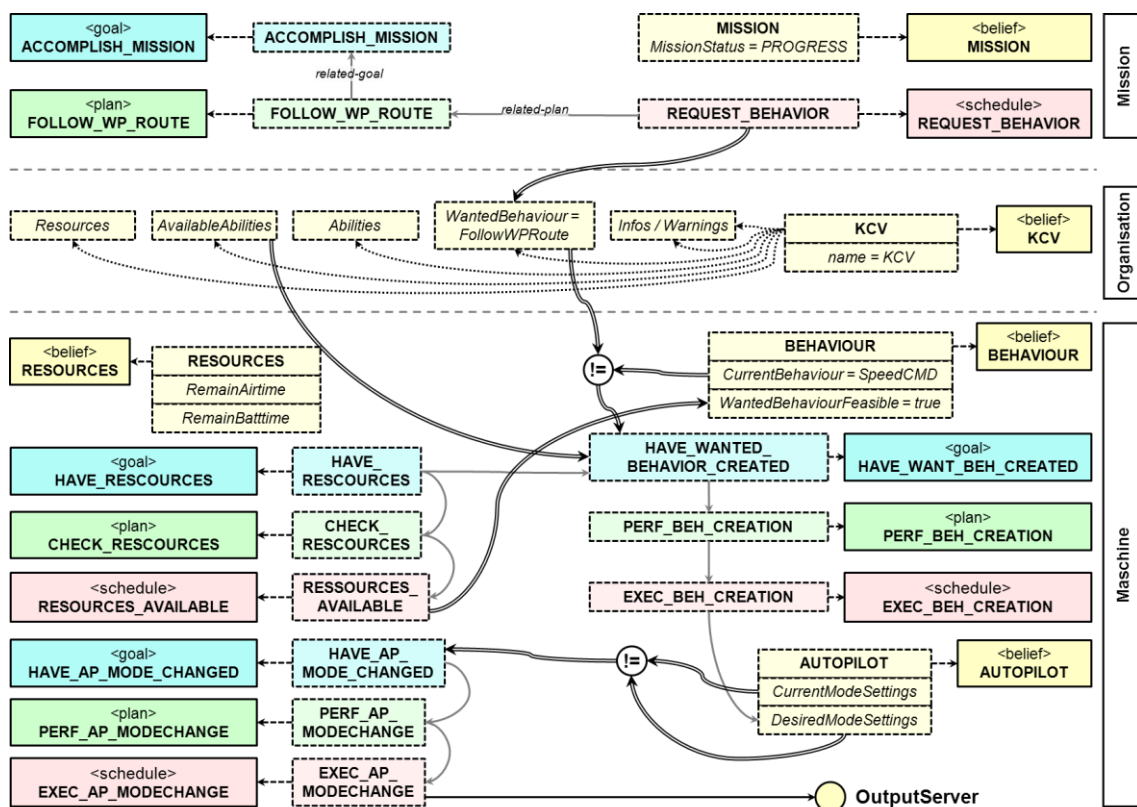 <goal>
ACCOMPLISH_MISSION
ACCOMPLISH_MISSION
MISSION
MissionStatus = PROGRESS
<belief>
MISSION
related-goal
<plan>
FOLLOW_WP_ROUTE
FOLLOW_WP_ROUTE
related-plan
REQUEST_BEHAVIOR
<schedule>
REQUEST_BEHAVIOR
Mission
Resources
AvailableAbilities
Abilities
WantedBehaviour =
FollowWPRoute
Infos / Warnings
KCV
name = KCV
<belief>
KCV
Organisation
<belief>
RESOURCES
RESOURCES
RemainAirtime
RemainBatttime
!=
BEHAVIOUR
CurrentBehaviour = SpeedCMD
WantedBehaviourFeasible = true
<belief>
BEHAVIOUR
<goal>
HAVE_RESCOURCES
HAVE_
RESCOURCES
HAVE_WANTED_
BEHAVIOR_CREATED
<goal>
HAVE_WANT_BEH_CREATED
<plan>
CHECK_RESCOURCES
CHECK_
RESCOURCES
PERF_BEH_CREATION
<plan>
PERF_BEH_CREATION
<schedule>
RESOURCES_AVAILABLE
RESSOURCES_
AVAILABLE
EXEC_BEH_CREATION
<schedule>
EXEC_BEH_CREATION
Maschine
<goal>
HAVE_AP_MODE_CHANGED
HAVE_AP_
MODE_CHANGED
!=
AUTOPILOT
CurrentModeSettings
DesiredModeSettings
<belief>
AUTOPILOT
<plan>
PERF_AP_MODECHANGE
PERF_AP_
MODECHANGE
<schedule>
EXEC_AP_MODECHANGE
EXEC_AP_
MODECHANGE
OutputServer